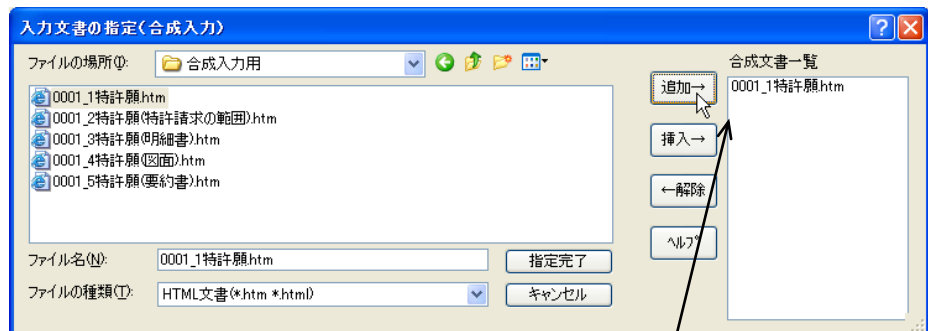 入力文書の指定(合成入力)
ファイルの場所(I):
合成入力用
0001_1特許願.htm
0001_2特許願(特許請求の範囲).htm
0001_3特許願(明細書).htm
0001_4特許願(図面).htm
0001_5特許願(要約書).htm
ファイル名(N):
0001_1特許願.htm
指定完了
ファイルの種類(T):
HTML文書(*.htm *.html)
キャンセル
追加→
挿入→
←解除
ヘルプ
合成文書一覧
0001_1特許願.htm